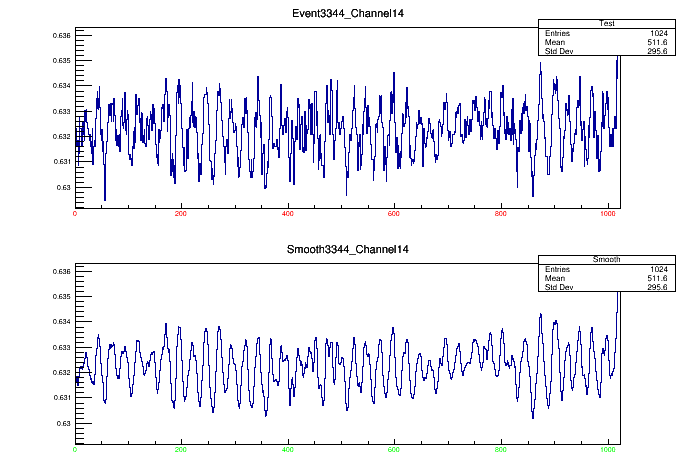 Event3344_Channel14
Test
Entries 1024
Mean 511.6
Std Dev 295.6
0.636
0.635
0.634
0.633
0.632
0.631
0.63
0 200 400 600 800 1000
Smooth3344_Channel14
Smooth
Entries 1024
Mean 511.6
Std Dev 295.6
0.636
0.635
0.634
0.633
0.632
0.631
0.63
0 200 400 600 800 1000